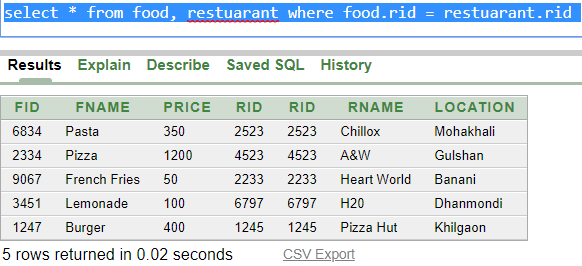 select * from food, restuarant where food.rid = restuarant.rid
Results Explain Describe Saved SQL History
FID FNAME PRICE RID RID RNAME LOCATION
6834 Pasta 350 2523 2523 Chillox Mohakhali
2334 Pizza 1200 4523 4523 A&W Gulshan
9067 French Fries 50 2233 2233 Heart World Banani
3451 Lemonade 100 6797 6797 H20 Dhanmondi
1247 Burger 400 1245 1245 Pizza Hut Khilgaon
5 rows returned in 0.02 seconds CSV Export